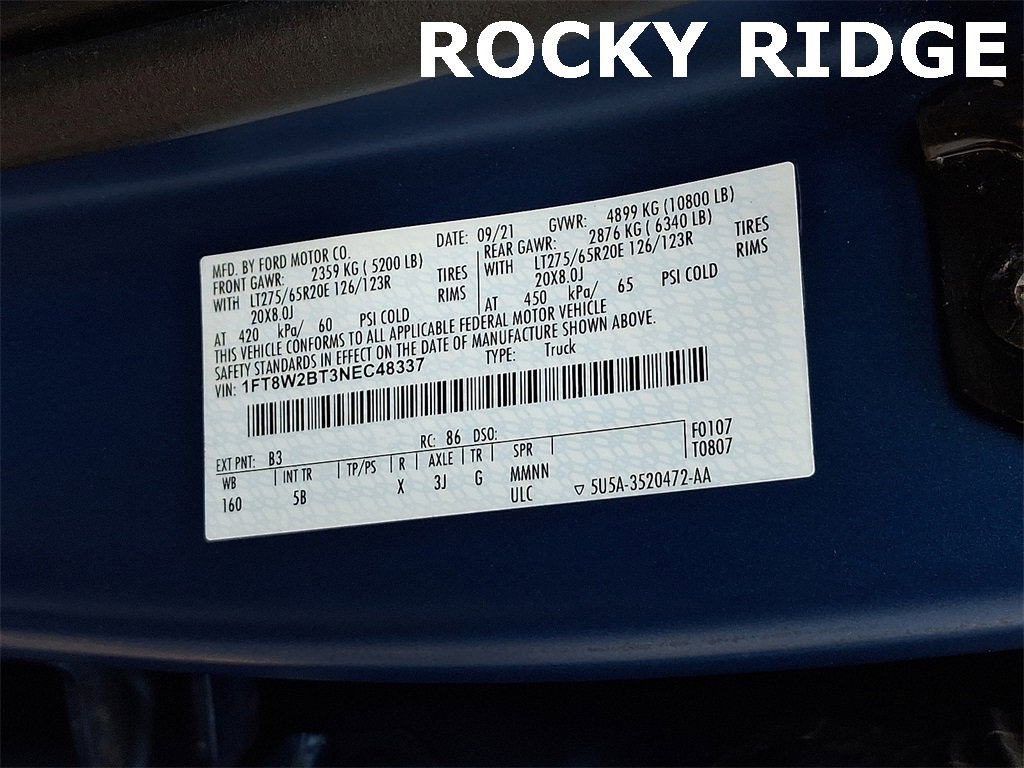 ROCKY RIDGE
MFD. BY FORD MOTOR CO. DATE: 09/21 GVWR: 4899 KG (10800 LB)
FRONT GAWR: 2359 KG ( 5200 LB) REAR GAWR: 2876 KG ( 6340 LB)
WITH LT275/65R20E 126/123R TIRES WITH LT275/65R20E 126/123R TIRES
20X8.0J RIMS 20X8.0J RIMS
AT 420 kPa/ 60 PSI COLD AT 450 kPa/ 65 PSI COLD
THIS VEHICLE CONFORMS TO ALL APPLICABLE FEDERAL MOTOR VEHICLE
SAFETY STANDARDS IN EFFECT ON THE DATE OF MANUFACTURE SHOWN ABOVE.
VIN: 1FT8W2BT3NEC48337 TYPE: Truck
EXT PNT: B3 RC: 86 DSO: F0107
WB INT TR TP/PS R AXLE TR SPR T0807
160 5B X 3J G MMNN
ULC ▽ 5U5A-3520472-AA